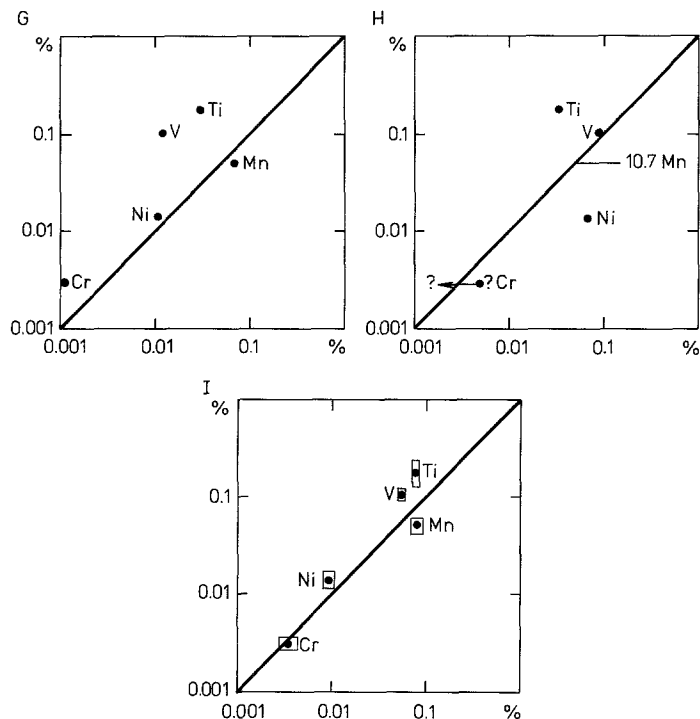 G
%
Ti
0.1
V
Mn
Ni
0.01
Cr
0.001
0.001 0.01 0.1 %
H
%
Ti
0.1
V
10.7 Mn
0.01
Ni
? ? Cr
0.001
0.001 0.01 0.1 %
I
%
Ti
0.1
V
Mn
Ni
0.01
Cr
0.001
0.001 0.01 0.1 %